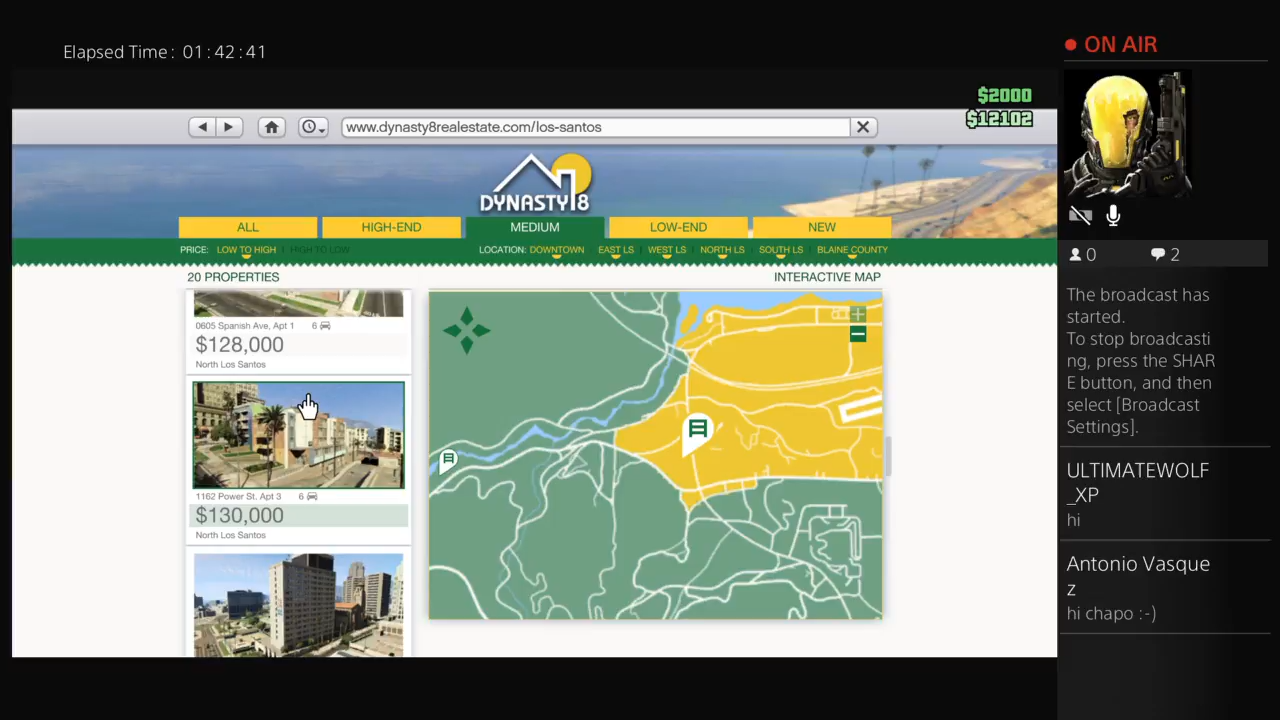 Elapsed Time: 01:42:41
ON AIR
$2000
$12102
www.dynasty8realestate.com/los-santos
DYNASTY8
ALL
HIGH-END
MEDIUM
LOW-END
NEW
PRICE: LOW TO HIGH | HIGH TO LOW
LOCATION: DOWNTOWN | EAST LS | WEST LS | NORTH LS | SOUTH LS | BLAINE COUNTY
20 PROPERTIES
INTERACTIVE MAP
0605 Spanish Ave, Apt 1 6
$128,000
North Los Santos
1162 Power St, Apt 3 6
$130,000
North Los Santos
0
2
The broadcast has
started.
To stop broadcasti
ng, press the SHAR
E button, and then
select [Broadcast
Settings].
ULTIMATEWOLF
_XP
hi
Antonio Vasque
z
hi chapo :-)